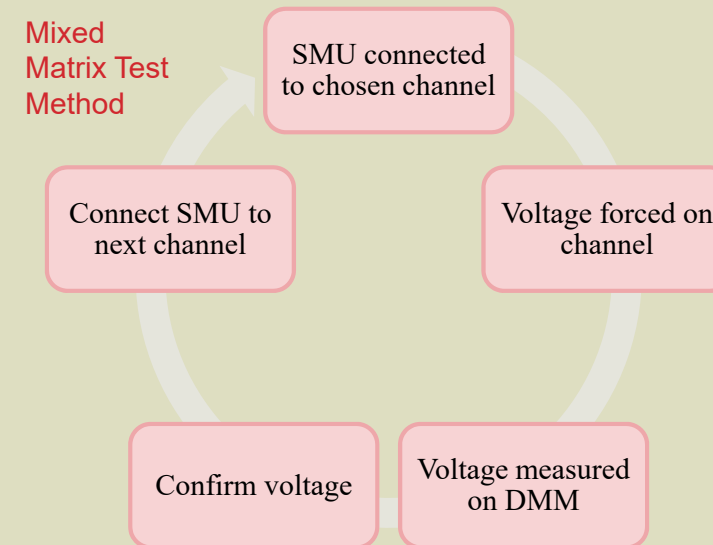 Mixed
Matrix Test
Method
SMU connected
to chosen channel
Voltage forced on
channel
Voltage measured
on DMM
Confirm voltage
Connect SMU to
next channel